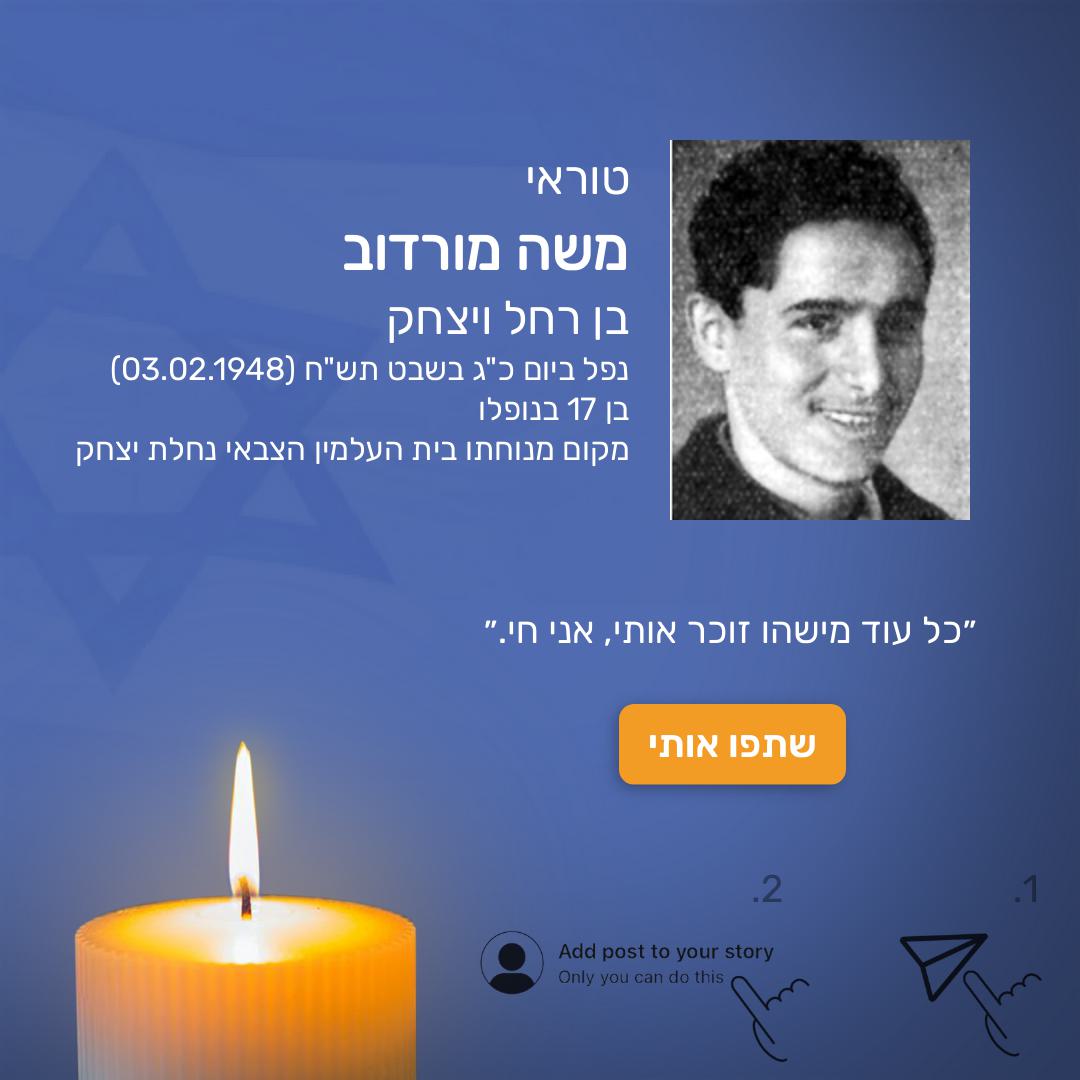 טוראי
משה מורדוב
בן רחל ויצחק
נפל ביום כ"ג בשבט תש"ח (03.02.1948)
בן 17 בנופלו
מקום מנוחתו בית העלמין הצבאי נחלת יצחק
״כל עוד מישהו זוכר אותי, אני חי.״
שתפו אותי
1.
2.
Add post to your story
Only you can do this